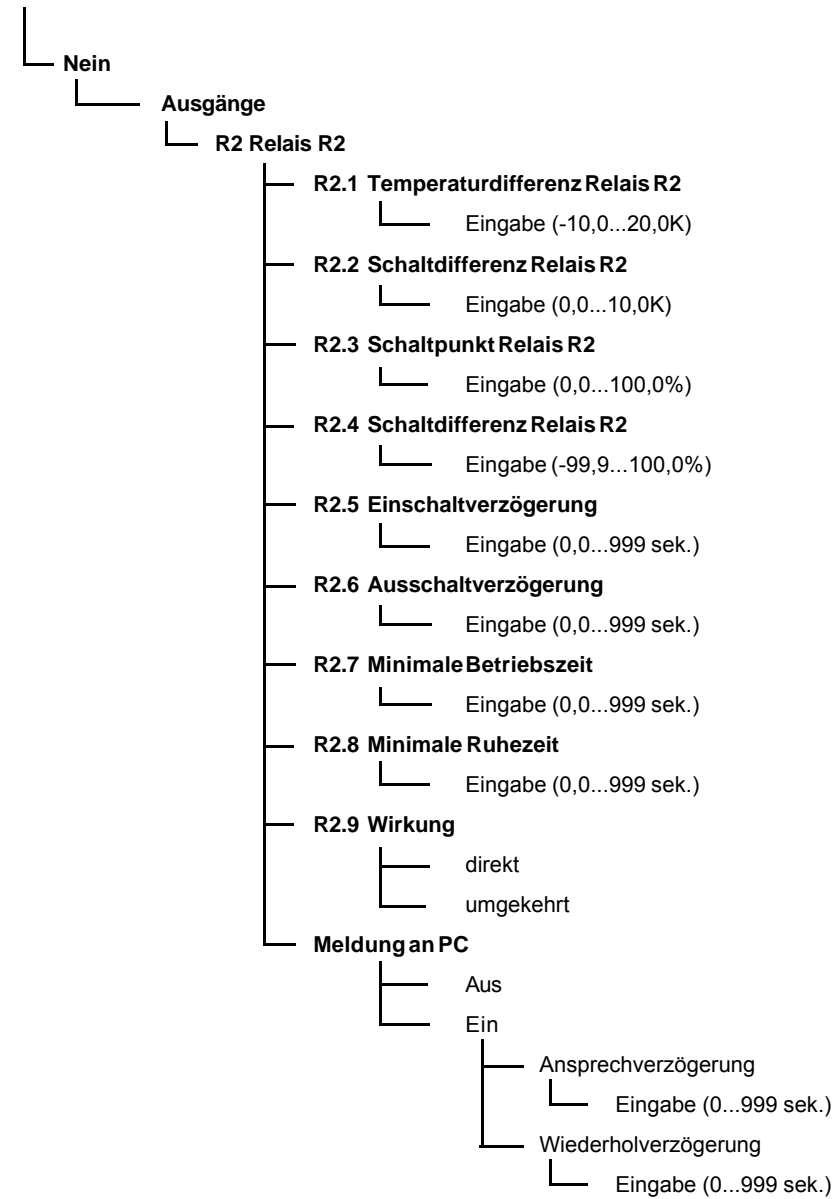 Nein
Ausgänge
R2 Relais R2
R2.1 Temperaturdifferenz Relais R2
Eingabe (-10,0...20,0K)
R2.2 Schaltdifferenz Relais R2
Eingabe (0,0...10,0K)
R2.3 Schaltpunkt Relais R2
Eingabe (0,0...100,0%)
R2.4 Schaltdifferenz Relais R2
Eingabe (-99,9...100,0%)
R2.5 Einschaltverzögerung
Eingabe (0,0...999 sek.)
R2.6 Ausschaltverzögerung
Eingabe (0,0...999 sek.)
R2.7 Minimale Betriebszeit
Eingabe (0,0...999 sek.)
R2.8 Minimale Ruhezeit
Eingabe (0,0...999 sek.)
R2.9 Wirkung
direkt
umgekehrt
Meldung an PC
Aus
Ein
Ansprechverzögerung
Eingabe (0...999 sek.)
Wiederholverzögerung
Eingabe (0...999 sek.)